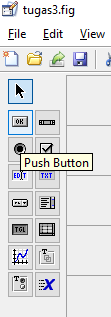 tugas3.fig
File Edit View
OK
Push Button
EDIT TXT
TGL